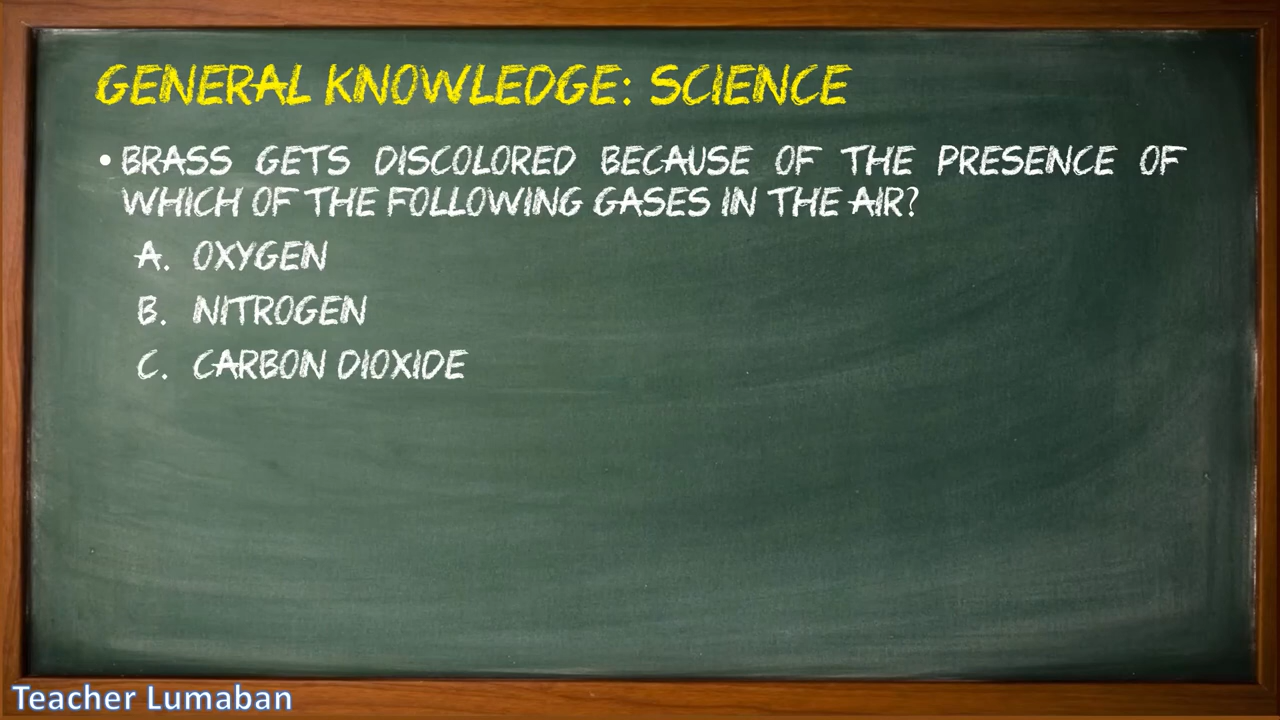 GENERAL KNOWLEDGE: SCIENCE
• BRASS GETS DISCOLORED BECAUSE OF THE PRESENCE OF
WHICH OF THE FOLLOWING GASES IN THE AIR?
A. OXYGEN
B. NITROGEN
C. CARBON DIOXIDE
Teacher Lumaban